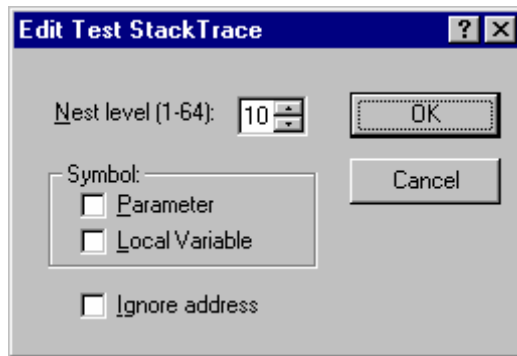 Edit Test StackTrace
Nest level (1-64): 10
OK
Cancel
Symbol:
Parameter
Local Variable
Ignore address